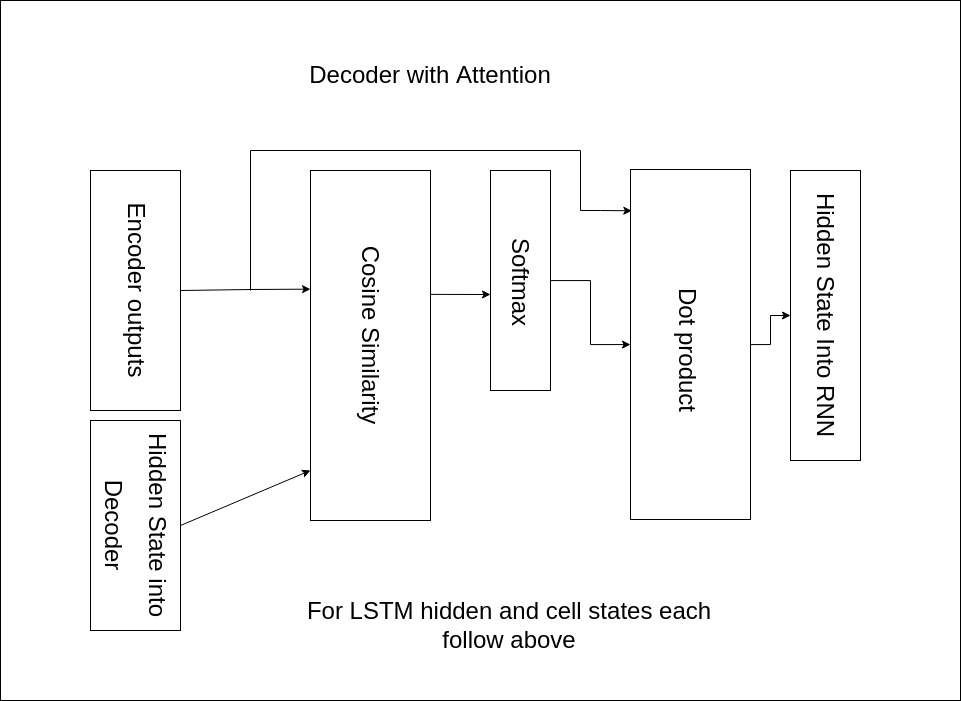 Decoder with Attention
Encoder outputs
Hidden State into
Decoder
Cosine Similarity
Softmax
Dot product
Hidden State Into RNN
For LSTM hidden and cell states each
follow above